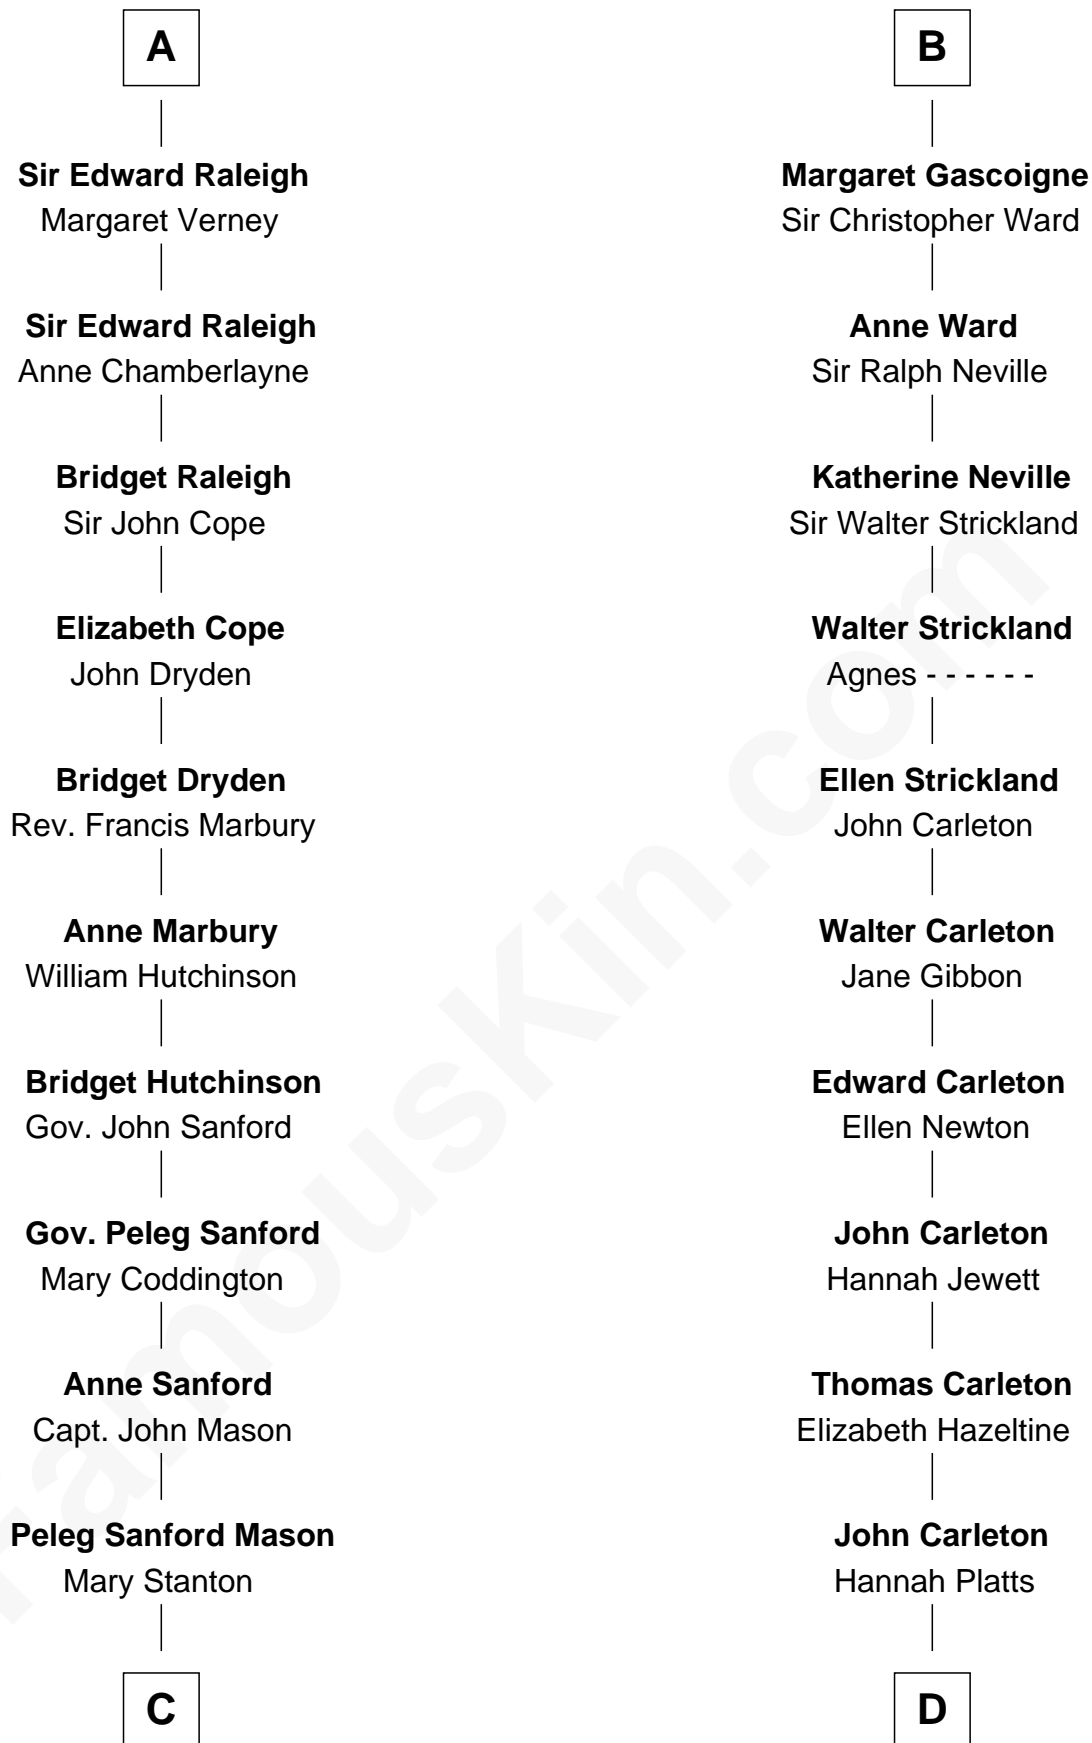 A
Sir Edward Raleigh
Margaret Verney
Sir Edward Raleigh
Anne Chamberlayne
Bridget Raleigh
Sir John Cope
Elizabeth Cope
John Dryden
Bridget Dryden
Rev. Francis Marbury
Anne Marbury
William Hutchinson
Bridget Hutchinson
Gov. John Sanford
Gov. Peleg Sanford
Mary Coddington
Anne Sanford
Capt. John Mason
Peleg Sanford Mason
Mary Stanton
C
B
Margaret Gascoigne
Sir Christopher Ward
Anne Ward
Sir Ralph Neville
Katherine Neville
Sir Walter Strickland
Walter Strickland
Agnes - - - - - -
Ellen Strickland
John Carleton
Walter Carleton
Jane Gibbon
Edward Carleton
Ellen Newton
John Carleton
Hannah Jewett
Thomas Carleton
Elizabeth Hazeltine
John Carleton
Hannah Platts
D
FamousKin.com